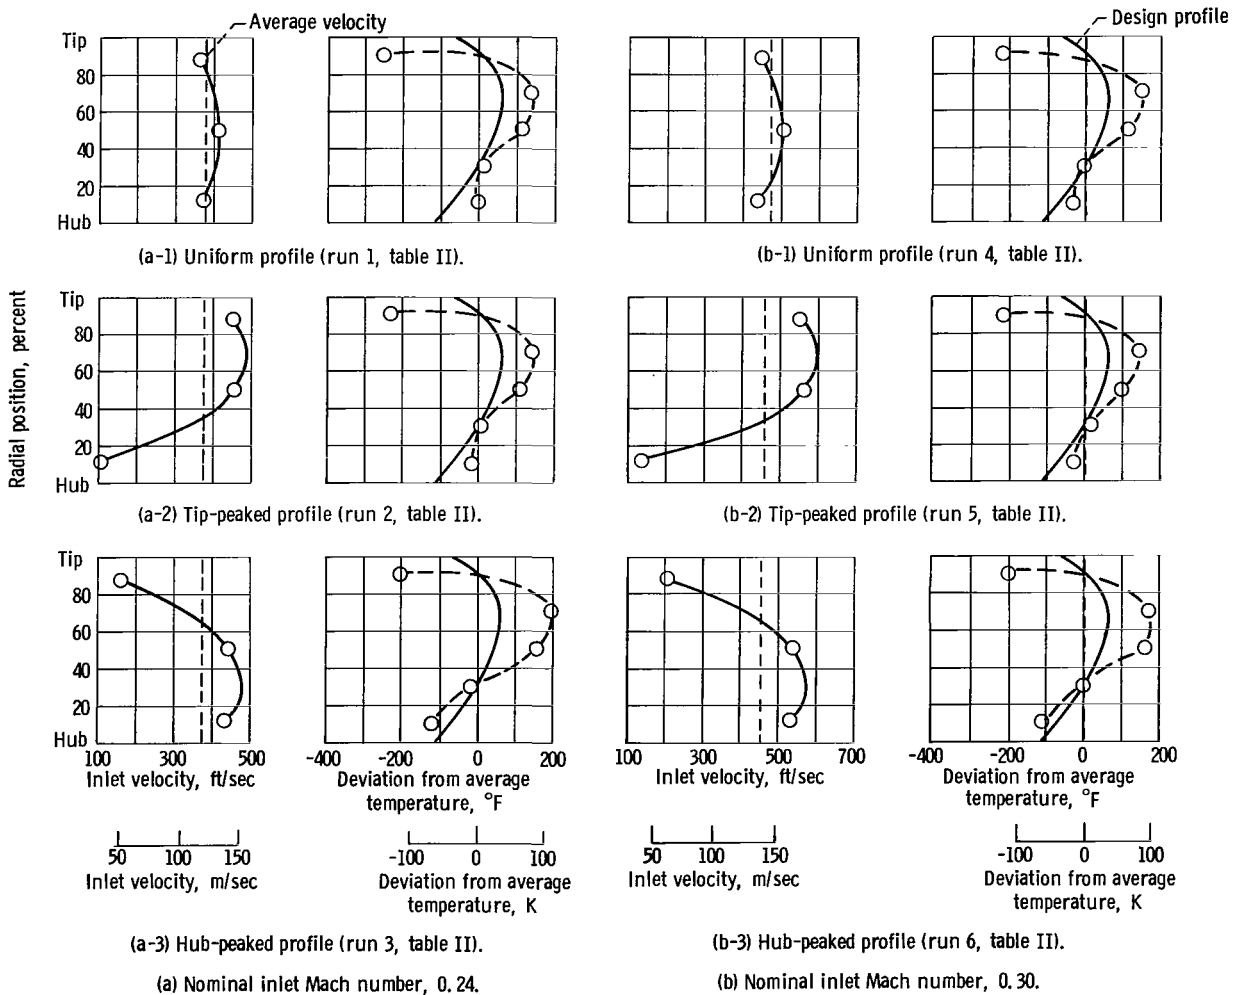 Average velocity
Design profile
Tip
80
60
40
20
Hub
(a-1) Uniform profile (run 1, table II).
(b-1) Uniform profile (run 4, table II).
Radial position, percent
Tip
80
60
40
20
Hub
(a-2) Tip-peaked profile (run 2, table II).
(b-2) Tip-peaked profile (run 5, table II).
Tip
80
60
40
20
Hub
100 300 500
-400 -200 0 200
100 300 500 700
-400 -200 0 200
Inlet velocity, ft/sec
Deviation from average
temperature, °F
Inlet velocity, ft/sec
Deviation from average
temperature, °F
50 100 150
-100 0 100
50 100 150
-100 0 100
Inlet velocity, m/sec
Deviation from average
temperature, K
Inlet velocity, m/sec
Deviation from average
temperature, K
(a-3) Hub-peaked profile (run 3, table II).
(b-3) Hub-peaked profile (run 6, table II).
(a) Nominal inlet Mach number, 0.24.
(b) Nominal inlet Mach number, 0.30.